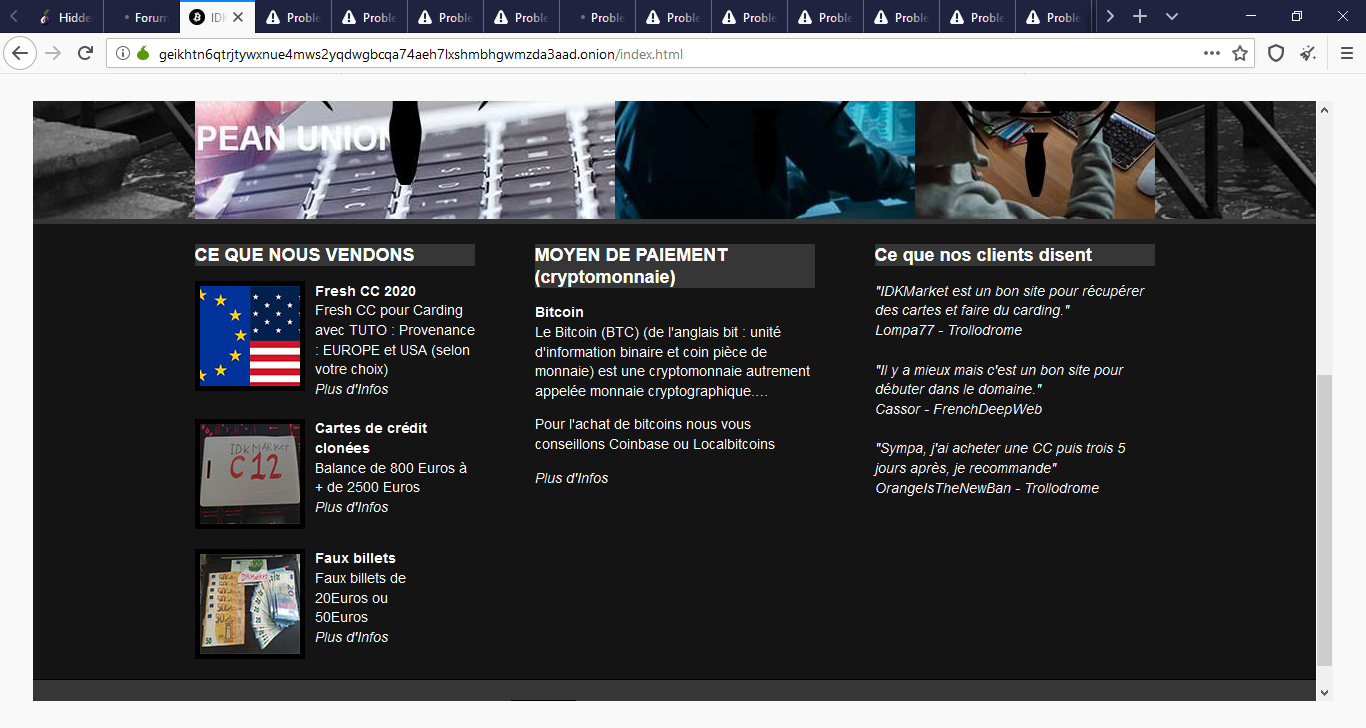 Hidde
Forum
IDK
Proble
Proble
Proble
Proble
Proble
Proble
Proble
Proble
Proble
Proble
Proble
geikhtn6qtrjtywxnue4mws2yqdwgbcqa74aeh7lxshmbhgwmzda3aad.onion/index.html
PEAN UNION
CE QUE NOUS VENDONS
Fresh CC 2020
Fresh CC pour Carding
avec TUTO : Provenance
: EUROPE et USA (selon
votre choix)
Plus d'Infos
IDKMARKET
C12
Cartes de crédit
clonées
Balance de 800 Euros à
+ de 2500 Euros
Plus d'Infos
IDKMarket
Faux billets
Faux billets de
20Euros ou
50Euros
Plus d'Infos
MOYEN DE PAIEMENT
(cryptomonnaie)
Bitcoin
Le Bitcoin (BTC) (de l'anglais bit : unité
d'information binaire et coin pièce de
monnaie) est une cryptomonnaie autrement
appelée monnaie cryptographique.…
Pour l'achat de bitcoins nous vous
conseillons Coinbase ou Localbitcoins
Plus d'Infos
Ce que nos clients disent
"IDKMarket est un bon site pour récupérer
des cartes et faire du carding."
Lompa77 - Trollodrome
"Il y a mieux mais c'est un bon site pour
débuter dans le domaine."
Cassor - FrenchDeepWeb
"Sympa, j'ai acheter une CC puis trois 5
jours après, je recommande"
OrangeIsTheNewBan - Trollodrome